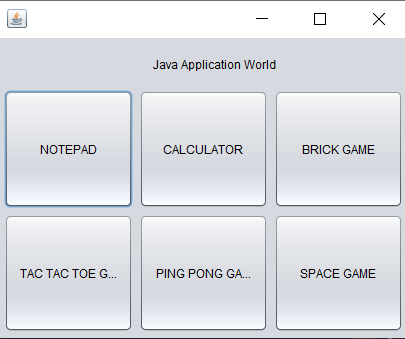 Java Application World
NOTEPAD
CALCULATOR
BRICK GAME
TAC TAC TOE G...
PING PONG GA...
SPACE GAME